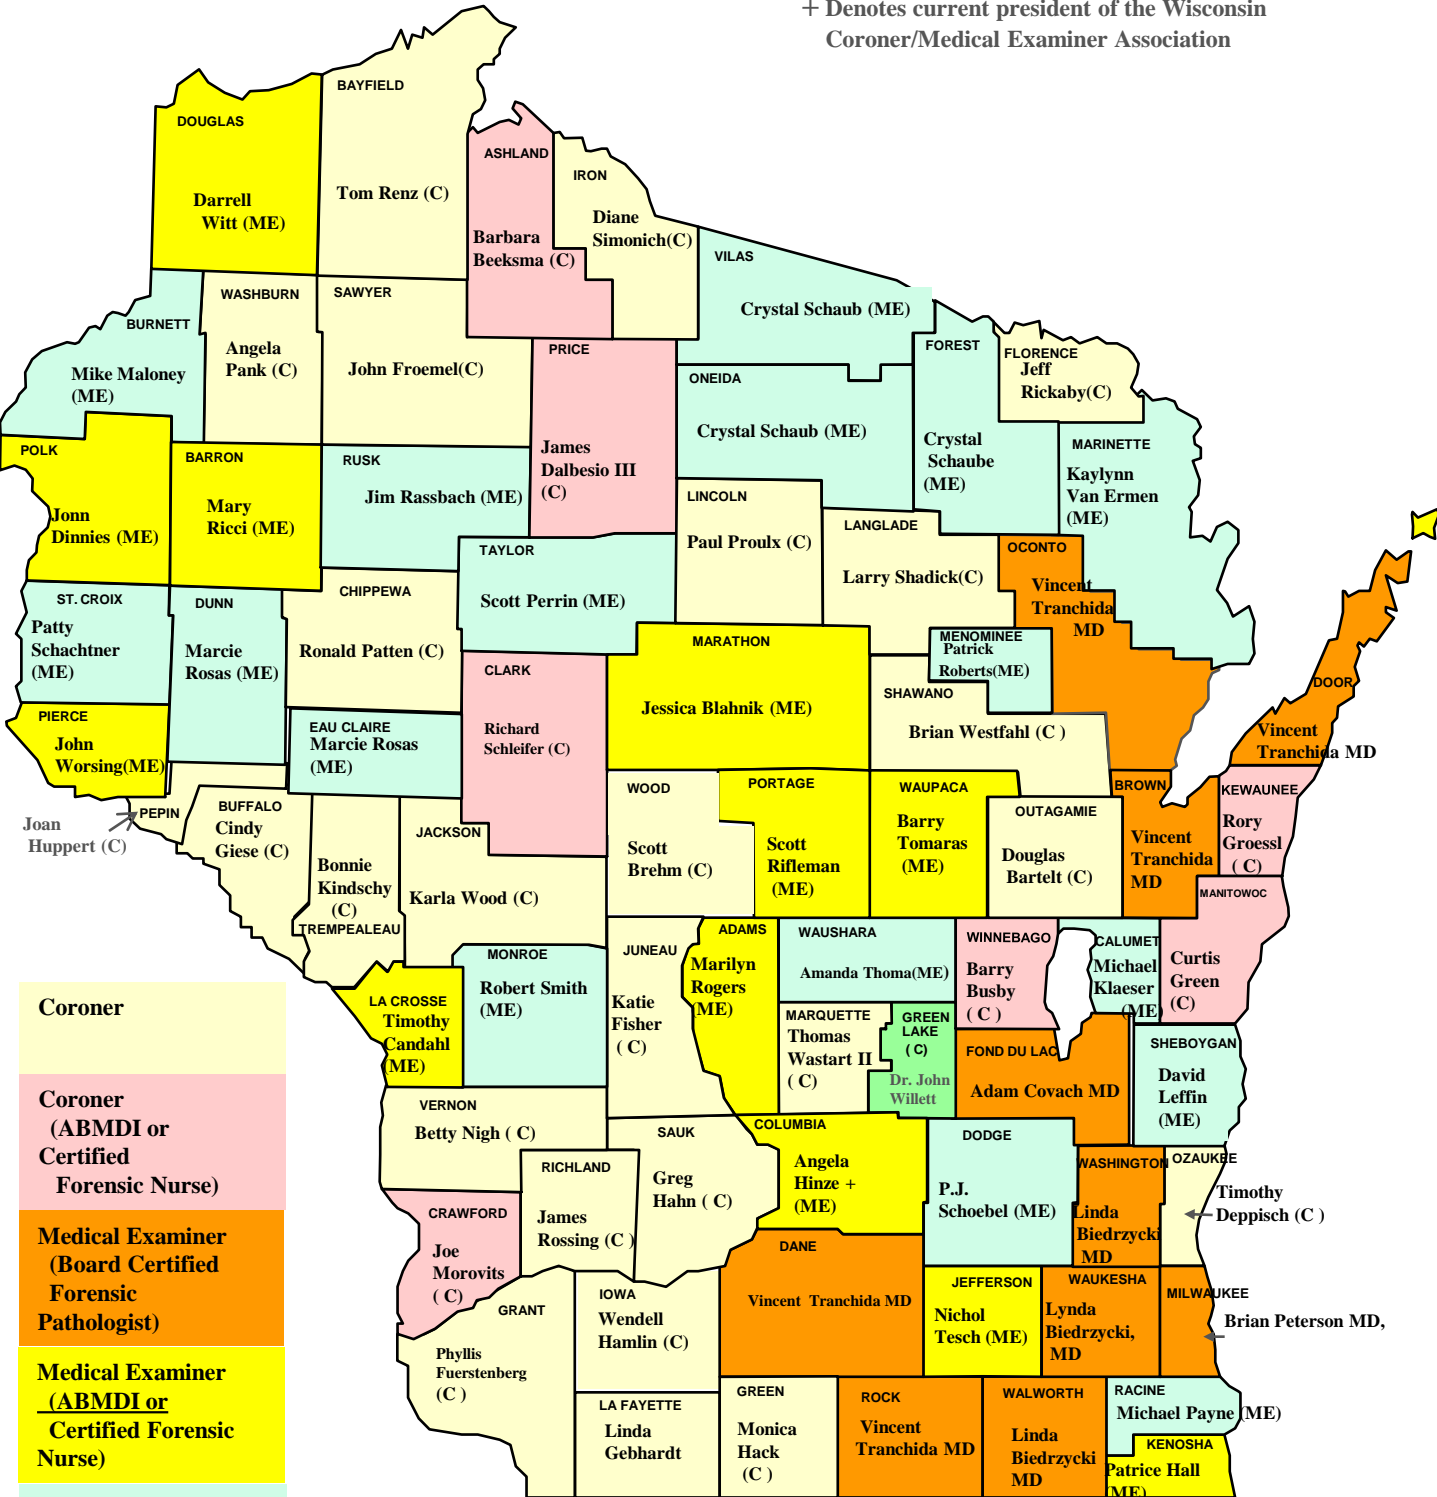 + Denotes current president of the Wisconsin
Coroner/Medical Examiner Association
BAYFIELD
Tom Renz (C)
DOUGLAS
Darrell
Witt (ME)
ASHLAND
Barbara
Beeksma (C)
IRON
Diane
Simonich(C)
VILAS
Crystal Schaub (ME)
WASHBURN
Angela
Pank (C)
SAWYER
John Froemel(C)
BURNETT
Mike Maloney
(ME)
PRICE
James
Dalbesio III
(C)
ONEIDA
Crystal Schaub (ME)
FOREST
Crystal
Schaube
(ME)
FLORENCE
Jeff
Rickaby(C)
MARINETTE
Kaylynn
Van Ermen
(ME)
POLK
Jonn
Dinnies (ME)
BARRON
Mary
Ricci (ME)
RUSK
Jim Rassbach (ME)
LINCOLN
Paul Proulx (C)
LANGLADE
Larry Shadick(C)
OCONTO
Vincent
Tranchida
MD
TAYLOR
Scott Perrin (ME)
ST. CROIX
Patty
Schachtner
(ME)
DUNN
Marcie
Rosas (ME)
CHIPPEWA
Ronald Patten (C)
MARATHON
Jessica Blahnik (ME)
MENOMINEE
Patrick
Roberts(ME)
CLARK
Richard
Schleifer (C)
SHAWANO
Brian Westfahl (C )
DOOR
Vincent
Tranchida MD
PIERCE
John
Worsing(ME)
EAU CLAIRE
Marcie Rosas
(ME)
WOOD
Scott
Brehm (C)
PORTAGE
Scott
Rifleman
(ME)
WAUPACA
Barry
Tomaras
(ME)
OUTAGAMIE
Douglas
Bartelt (C)
BROWN
Vincent
Tranchida
MD
KEWAUNEE
Rory
Groessl
( C)
PEPIN
Joan
Huppert (C)
BUFFALO
Cindy
Giese (C)
Bonnie
Kindschy
(C)
TREMPEALEAU
JACKSON
Karla Wood (C)
MANITOWOC
Curtis
Green
(C)
JUNEAU
Katie
Fisher
( C)
ADAMS
Marilyn
Rogers
(ME)
WAUSHARA
Amanda Thoma(ME)
WINNEBAGO
Barry
Busby
( C )
CALUMET
Michael
Klaeser
(ME)
MONROE
Robert Smith
(ME)
LA CROSSE
Timothy
Candahl
(ME)
MARQUETTE
Thomas
Wastart II
( C)
GREEN
LAKE
( C)
Dr. John
Willett
FOND DU LAC
Adam Covach MD
SHEBOYGAN
David
Leffin
(ME)
VERNON
Betty Nigh ( C)
SAUK
Greg
Hahn ( C)
COLUMBIA
Angela
Hinze +
(ME)
DODGE
P.J.
Schoebel (ME)
WASHINGTON
Linda
Biedrzycki
MD
OZAUKEE
Timothy
Deppisch (C )
RICHLAND
James
Rossing (C )
CRAWFORD
Joe
Morovits
( C)
DANE
Vincent Tranchida MD
JEFFERSON
Nichol
Tesch (ME)
WAUKESHA
Lynda
Biedrzycki,
MD
MILWAUKEE
Brian Peterson MD,
GRANT
Phyllis
Fuerstenberg
(C )
IOWA
Wendell
Hamlin (C)
LA FAYETTE
Linda
Gebhardt
GREEN
Monica
Hack
(C )
ROCK
Vincent
Tranchida MD
WALWORTH
Linda
Biedrzycki
MD
RACINE
Michael Payne (ME)
KENOSHA
Patrice Hall
(ME)
Coroner
Coroner
(ABMDI or
Certified
Forensic Nurse)
Medical Examiner
(Board Certified
Forensic
Pathologist)
Medical Examiner
(ABMDI or
Certified Forensic
Nurse)